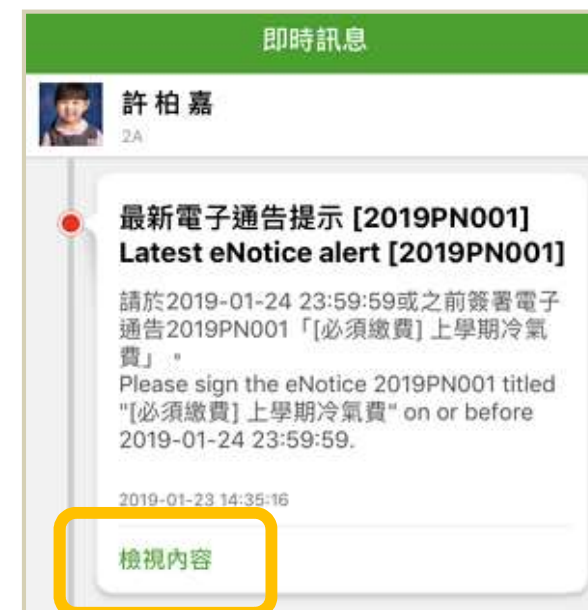 即時訊息
許柏嘉
2A
最新電子通告提示 [2019PN001]
Latest eNotice alert [2019PN001]
請於2019-01-24 23:59:59或之前簽署電子
通告2019PN001「[必須繳費] 上學期冷氣
費」。
Please sign the eNotice 2019PN001 titled
"[必須繳費] 上學期冷氣費" on or before
2019-01-24 23:59:59.
2019-01-23 14:35:16
檢視內容